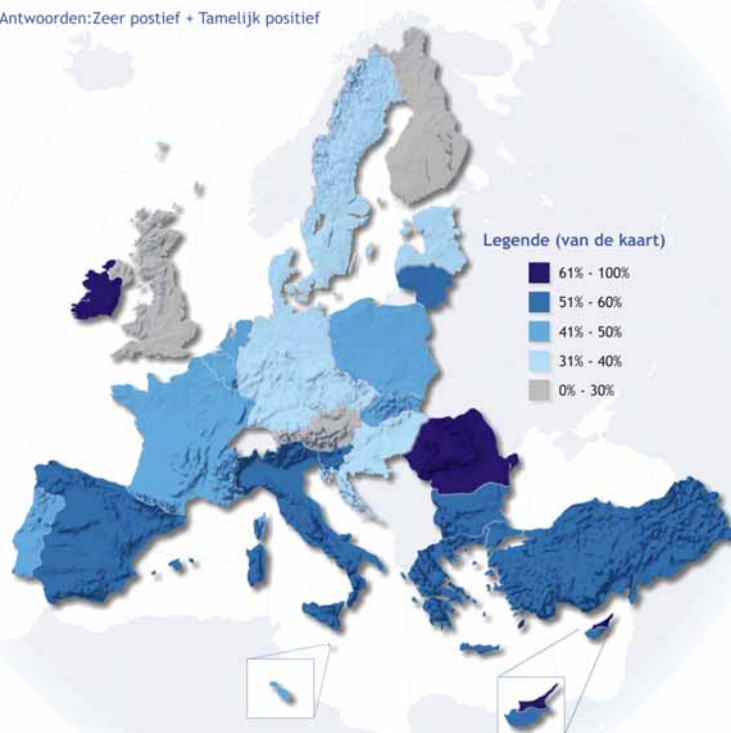 Antwoorden:Zeer postief + Tamelijk positief
Legende (van de kaart)
61% - 100%
51% - 60%
41% - 50%
31% - 40%
0% - 30%